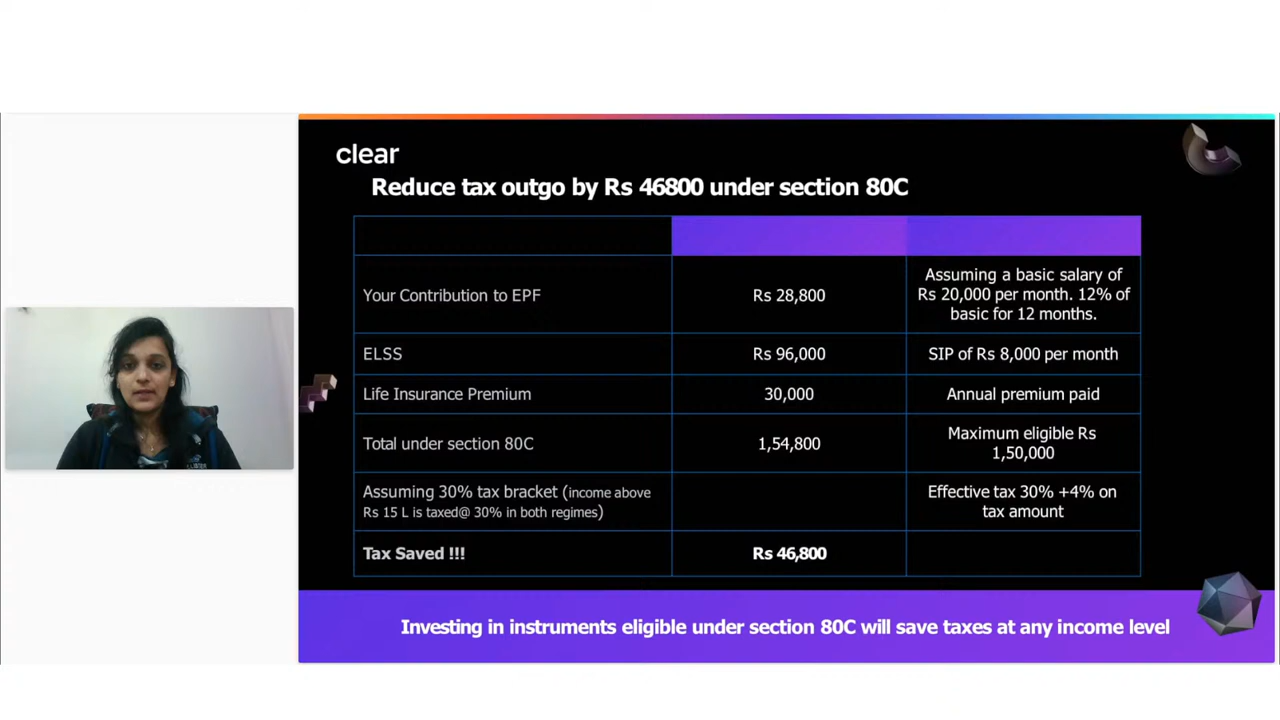 clear
Reduce tax outgo by Rs 46800 under section 80C
Your Contribution to EPF
Rs 28,800
Assuming a basic salary of
Rs 20,000 per month. 12% of
basic for 12 months.
ELSS
Rs 96,000
SIP of Rs 8,000 per month
Life Insurance Premium
30,000
Annual premium paid
Total under section 80C
1,54,800
Maximum eligible Rs
1,50,000
Assuming 30% tax bracket (income above
Rs 15 L is taxed@ 30% in both regimes)
Effective tax 30% +4% on
tax amount
Tax Saved !!!
Rs 46,800
Investing in instruments eligible under section 80C will save taxes at any income level